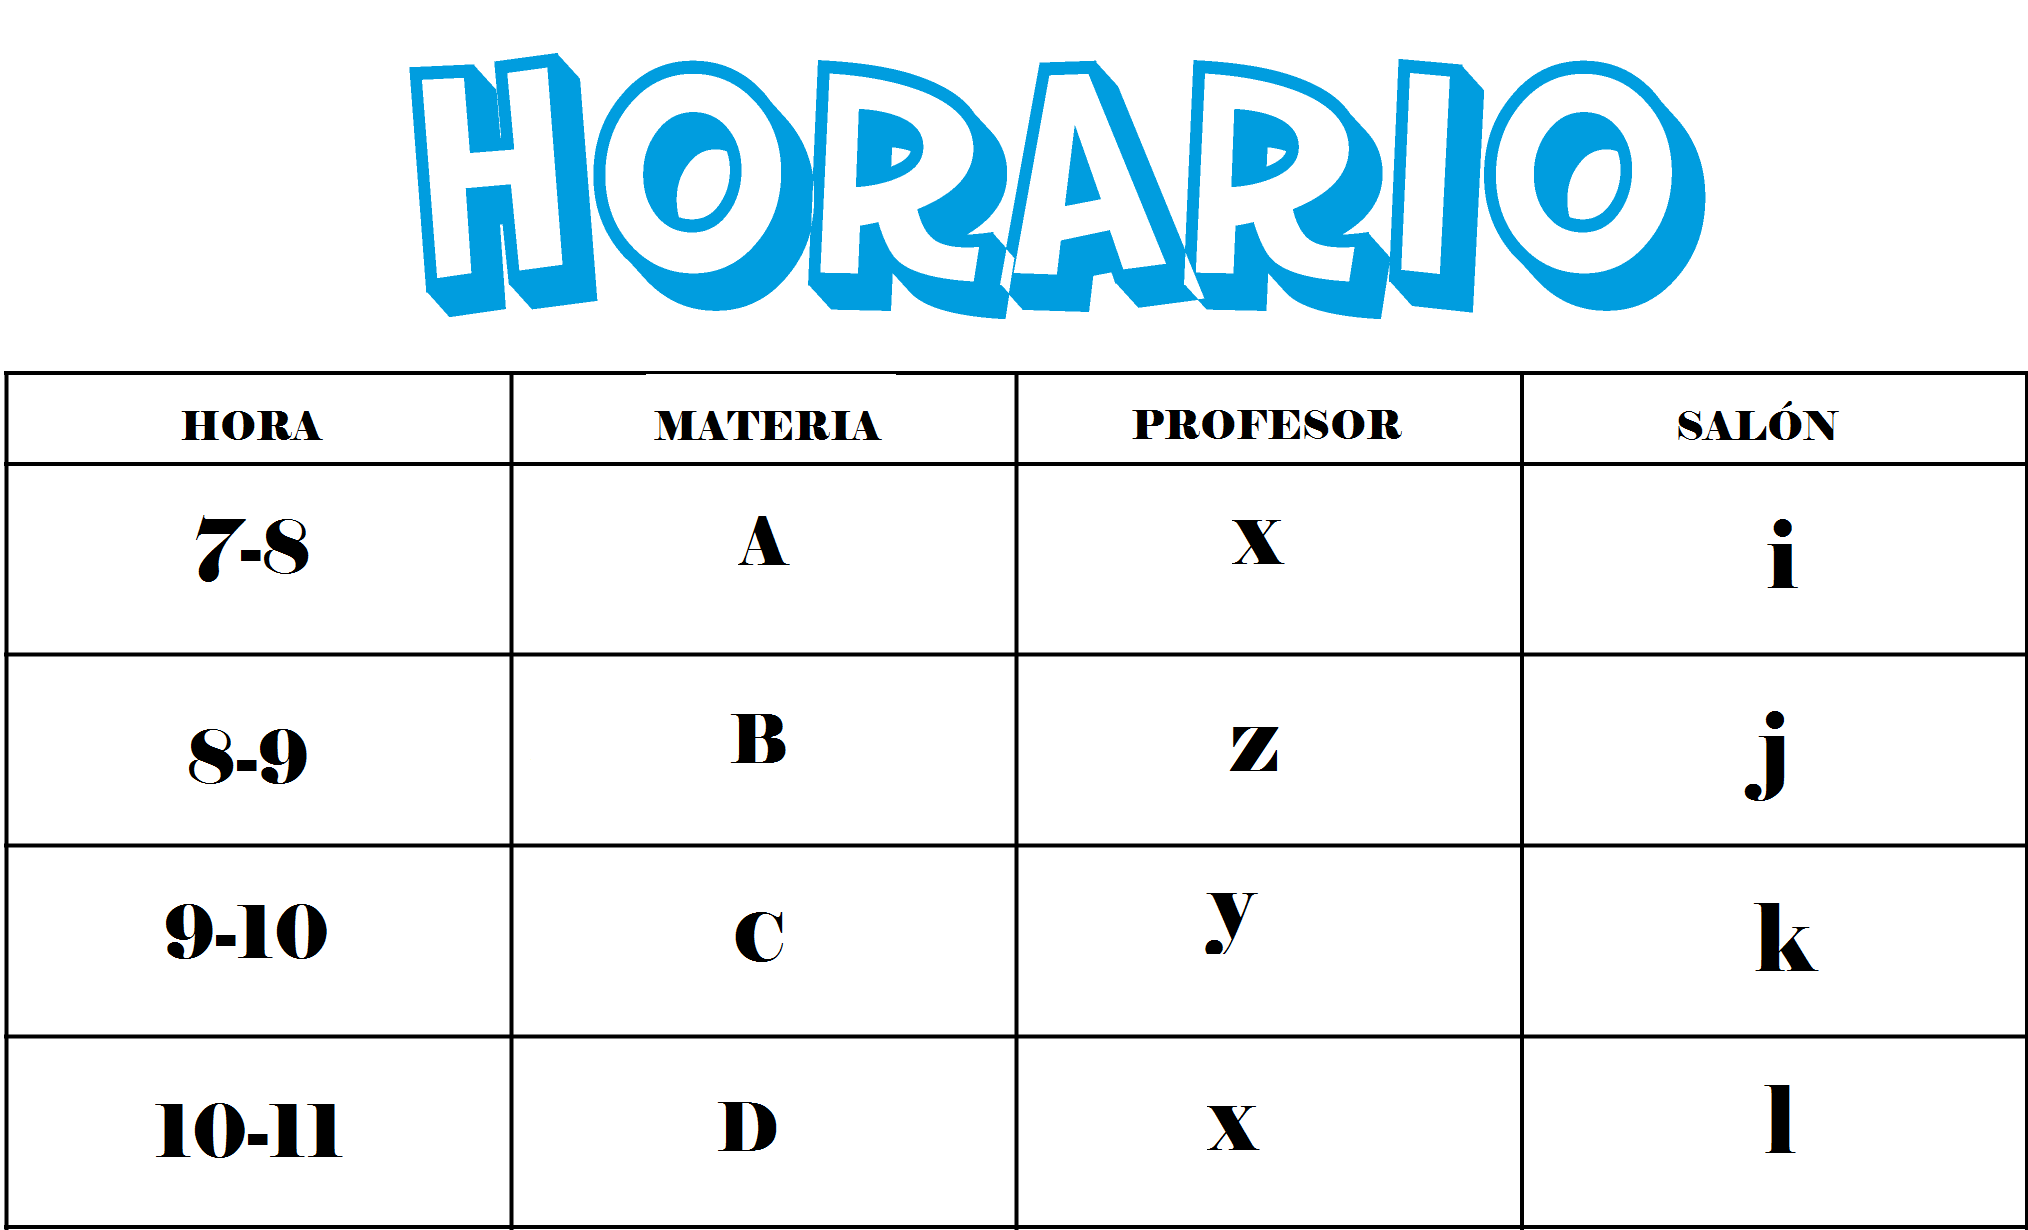 HORARIO
HORA MATERIA PROFESOR SALÓN
7-8 A X i
8-9 B z j
9-10 C y k
10-11 D x l